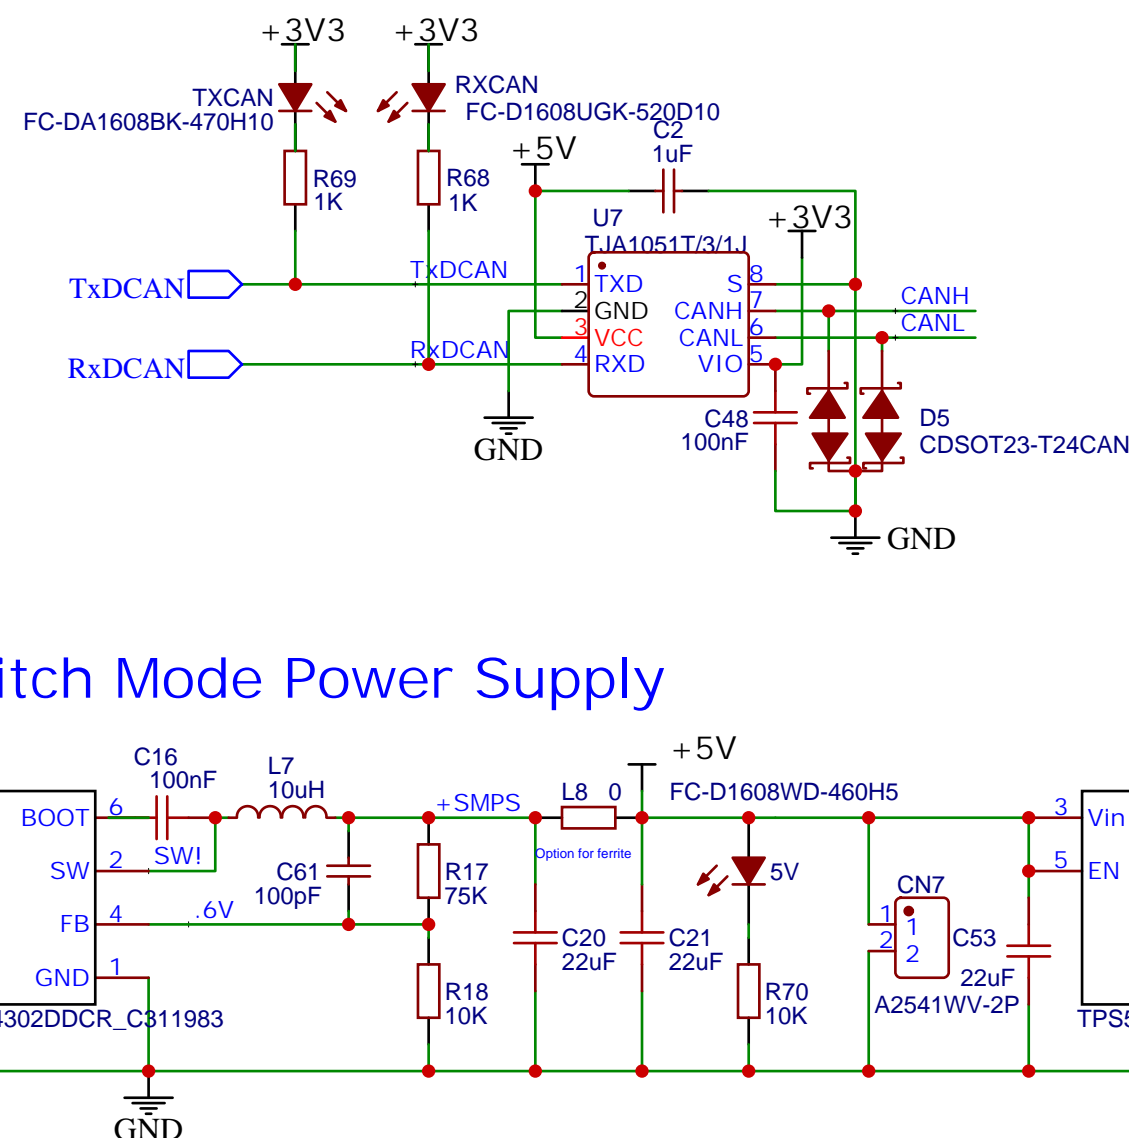 +3V3
+3V3
TXCAN
FC-DA1608BK-470H10
RXCAN
FC-D1608UGK-520D10
C2
1uF
+5V
R69
1K
R68
1K
U7
TJA1051T/3/1J
+3V3
TxDCAN
TxDCAN
1
TXD
2
GND
3
VCC
4
RXD
S
8
CANH
7
CANL
6
VIO
5
CANH
CANL
RxDCAN
RxDCAN
C48
100nF
D5
CDSOT23-T24CAN
GND
GND
itch Mode Power Supply
+5V
C16
100nF
L7
10uH
+SMPS
L8 0
FC-D1608WD-460H5
Option for ferrite
BOOT
6
SW
2
SW!
FB
4
.6V
GND
1
C61
100pF
R17
75K
5V
CN7
1
1
2
2
3
Vin
5
EN
C20
22uF
C21
22uF
C53
22uF
R18
10K
R70
10K
A2541WV-2P
4302DDCR_C311983
TPS5
GND